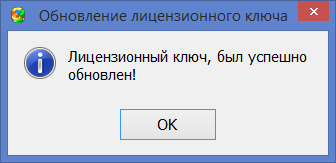 Обновление лицензионного ключа
Лицензионный ключ, был успешно
обновлен!
OK